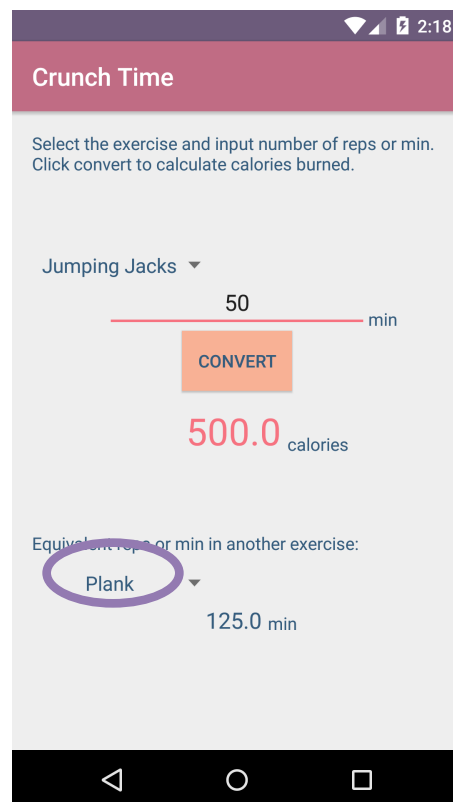 2:18
Crunch Time
Select the exercise and input number of reps or min.
Click convert to calculate calories burned.
Jumping Jacks
50
min
CONVERT
500.0 calories
Equivalent reps or min in another exercise:
Plank
125.0 min